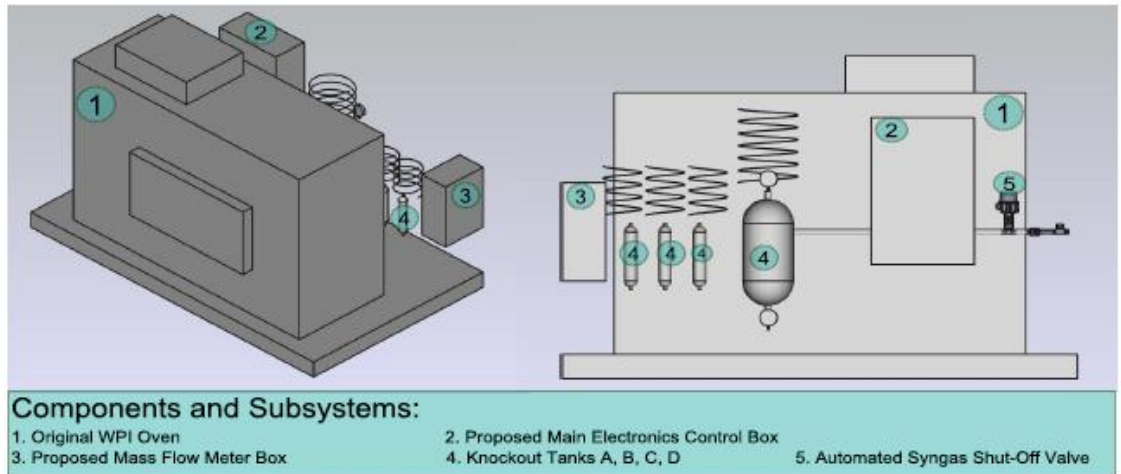 2
1
3
4
1
2
5
3
4
4
4
4
Components and Subsystems:
1. Original WPI Oven
2. Proposed Main Electronics Control Box
3. Proposed Mass Flow Meter Box
4. Knockout Tanks A, B, C, D
5. Automated Syngas Shut-Off Valve